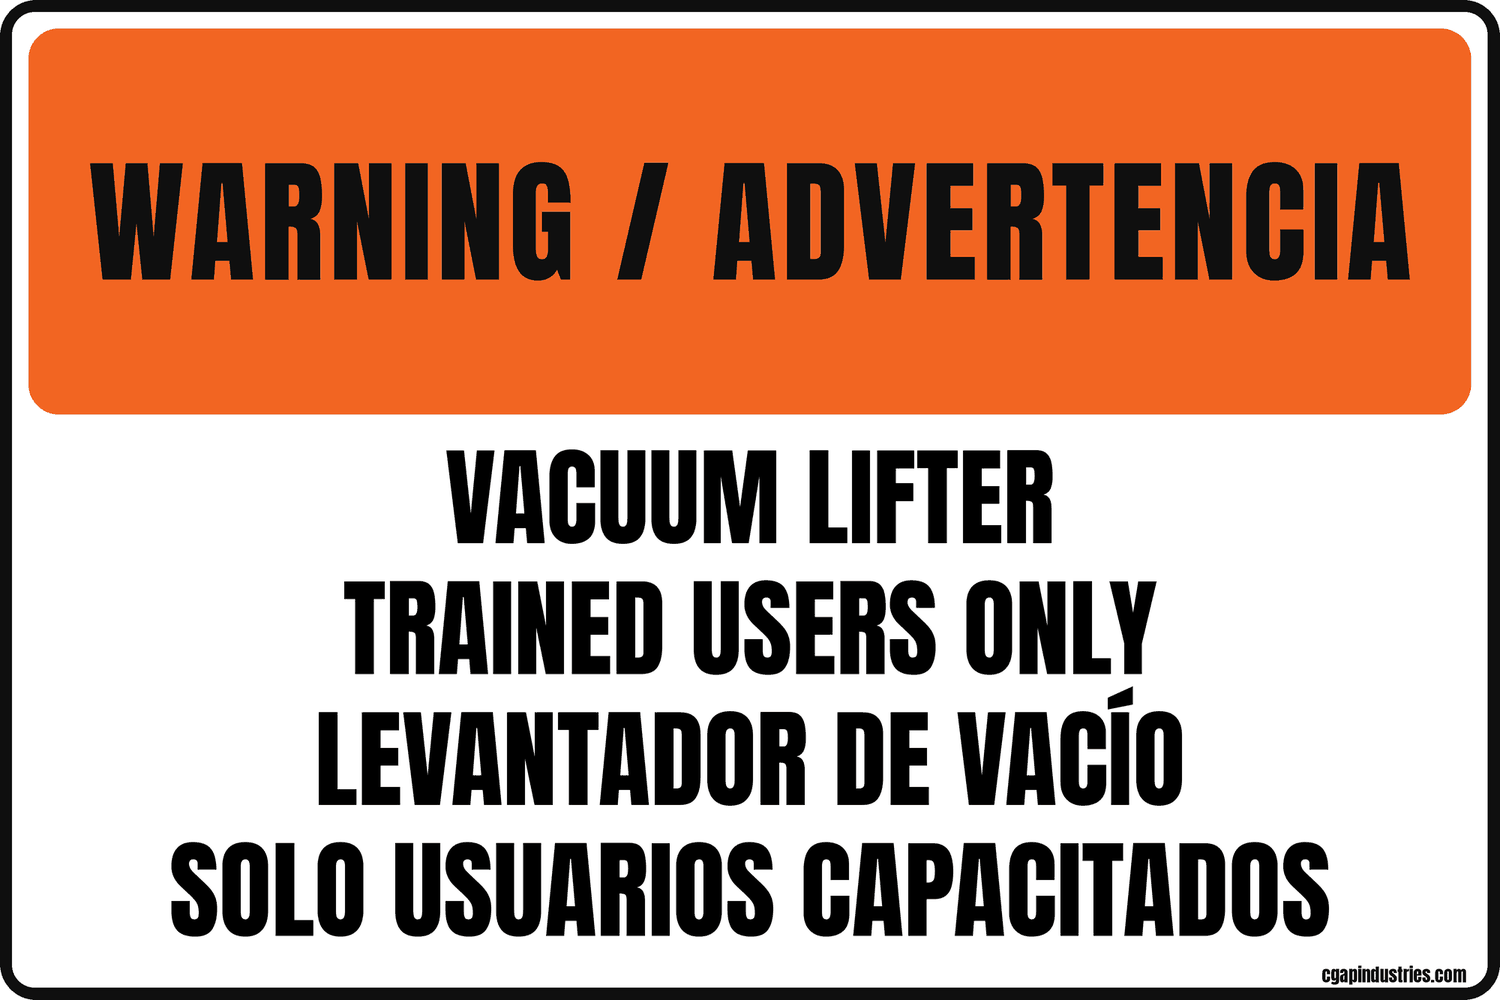 WARNING / ADVERTENCIA
VACUUM LIFTER
TRAINED USERS ONLY
LEVANTADOR DE VACÍO
SOLO USUARIOS CAPACITADOS
cgapindustries.com